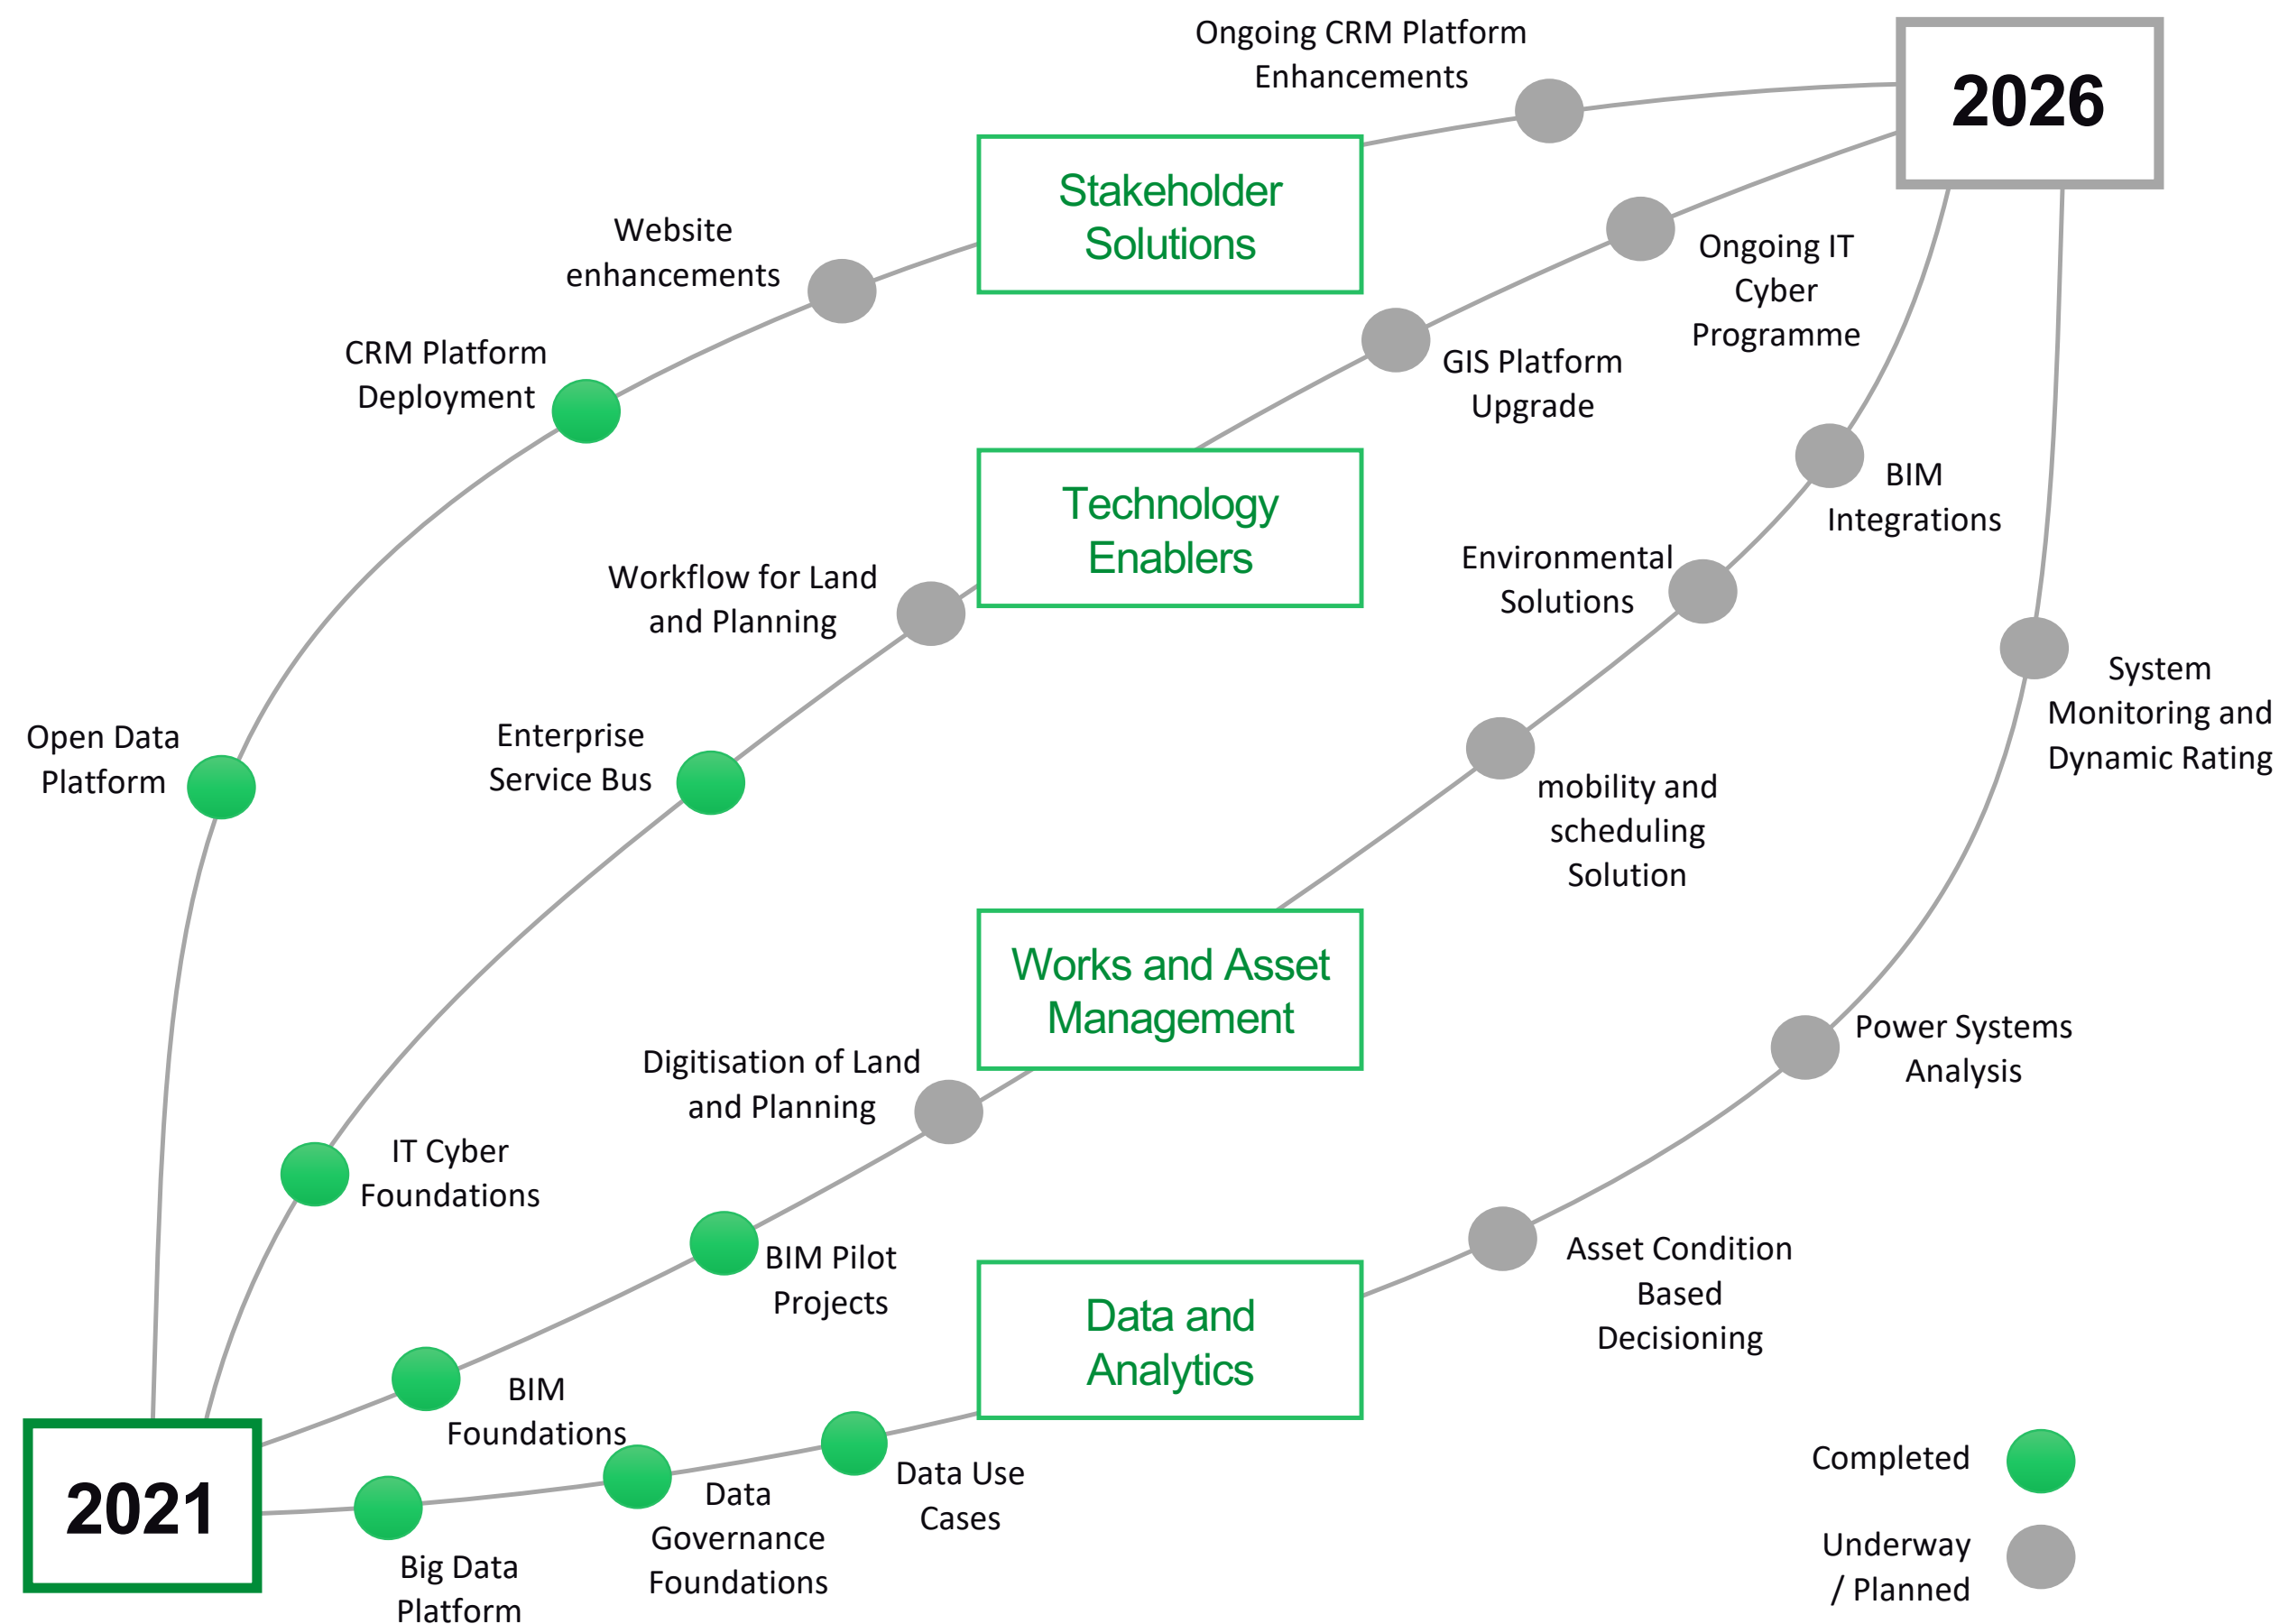 Ongoing CRM Platform
Enhancements
2026
Stakeholder
Solutions
Website
enhancements
Ongoing IT
Cyber
Programme
CRM Platform
Deployment
GIS Platform
Upgrade
Technology
Enablers
BIM
Integrations
Environmental
Solutions
Workflow for Land
and Planning
System
Monitoring and
Dynamic Rating
Open Data
Platform
Enterprise
Service Bus
mobility and
scheduling
Solution
Works and Asset
Management
Power Systems
Analysis
Digitisation of Land
and Planning
IT Cyber
Foundations
BIM Pilot
Projects
Asset Condition
Based
Decisioning
Data and
Analytics
BIM
Foundations
2021
Data Use
Cases
Data
Governance
Foundations
Big Data
Platform
Completed
Underway
/ Planned